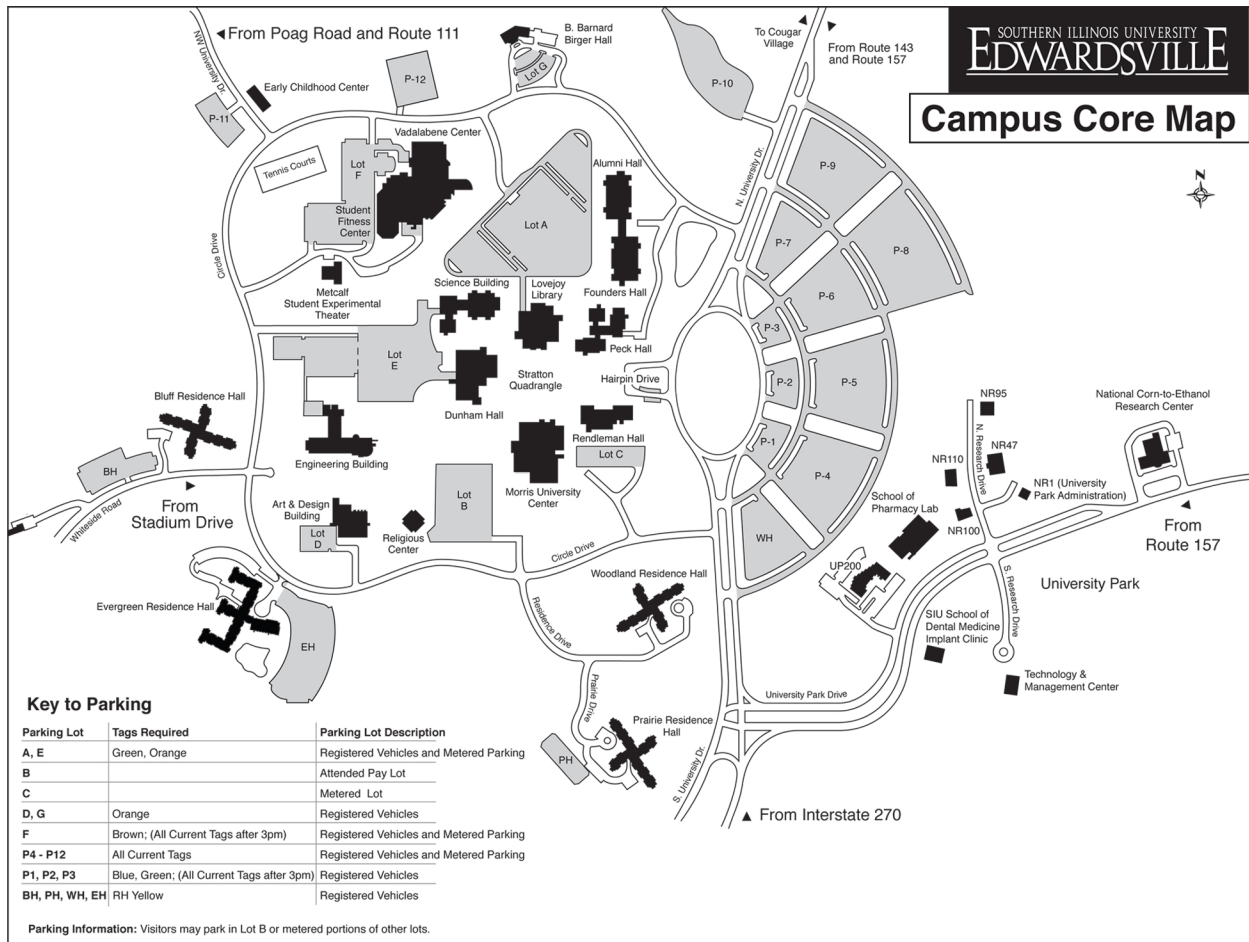 From Poag Road and Route 111
NW University Dr.
B. Barnard
Birger Hall
Lot G
To Cougar
Village
From Route 143
and Route 157
SOUTHERN ILLINOIS UNIVERSITY
EDWARDSVILLE
Campus Core Map
N
P-12
P-11
P-10
Early Childhood Center
Vadalabene Center
Tennis Courts
Lot
F
Student
Fitness
Center
Alumni Hall
Lot A
N. University Dr.
P-9
P-8
P-7
P-6
Circle Drive
Metcalf
Student Experimental
Theater
Science Building
Lovejoy
Library
Founders Hall
Peck Hall
P-3
Lot
E
Stratton
Quadrangle
Hairpin Drive
P-2
P-5
Dunham Hall
Bluff Residence Hall
Rendleman Hall
Lot C
P-1
P-4
NR95
N. Research Drive
NR47
NR110
NR1 (University
Park Administration)
NR100
National Corn-to-Ethanol
Research Center
Engineering Building
BH
Whiteside Road
From
Stadium Drive
Morris University
Center
Lot
B
Art & Design
Building
Lot
D
Religious
Center
Circle Drive
WH
School of
Pharmacy Lab
UP200
From
Route 157
University Park
S. Research Drive
SIU School of
Dental Medicine
Implant Clinic
Technology &
Management Center
Woodland Residence Hall
Evergreen Residence Hall
EH
Residence Drive
Prairie Drive
Prairie Residence
Hall
PH
University Park Drive
S. University Dr.
From Interstate 270
Key to Parking
Parking Lot Tags Required Parking Lot Description
A, E Green, Orange Registered Vehicles and Metered Parking
B Attended Pay Lot
C Metered Lot
D, G Orange Registered Vehicles
F Brown; (All Current Tags after 3pm) Registered Vehicles and Metered Parking
P4 - P12 All Current Tags Registered Vehicles and Metered Parking
P1, P2, P3 Blue, Green; (All Current Tags after 3pm) Registered Vehicles
BH, PH, WH, EH RH Yellow Registered Vehicles
Parking Information: Visitors may park in Lot B or metered portions of other lots.